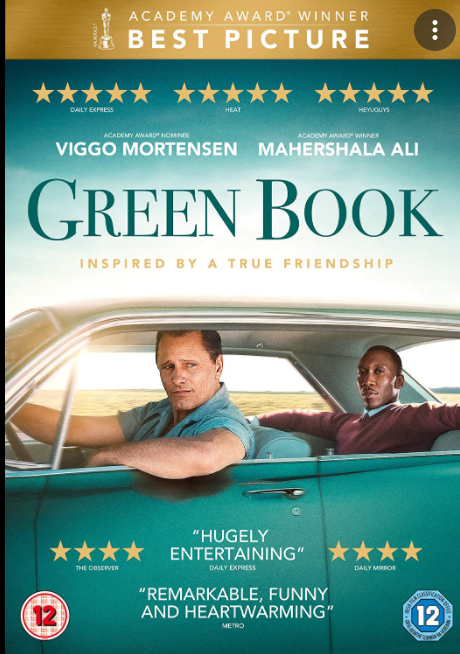 ACADEMY AWARD® WINNER
BEST PICTURE
DAILY EXPRESS
HEAT
HEYUGUYS
ACADEMY AWARD® NOMINEE
VIGGO MORTENSEN
ACADEMY AWARD® WINNER
MAHERSHALA ALI
GREEN BOOK
INSPIRED BY A TRUE FRIENDSHIP
THE OBSERVER
"HUGELY
ENTERTAINING"
DAILY EXPRESS
DAILY MIRROR
"REMARKABLE, FUNNY
AND HEARTWARMING"
METRO
12
12